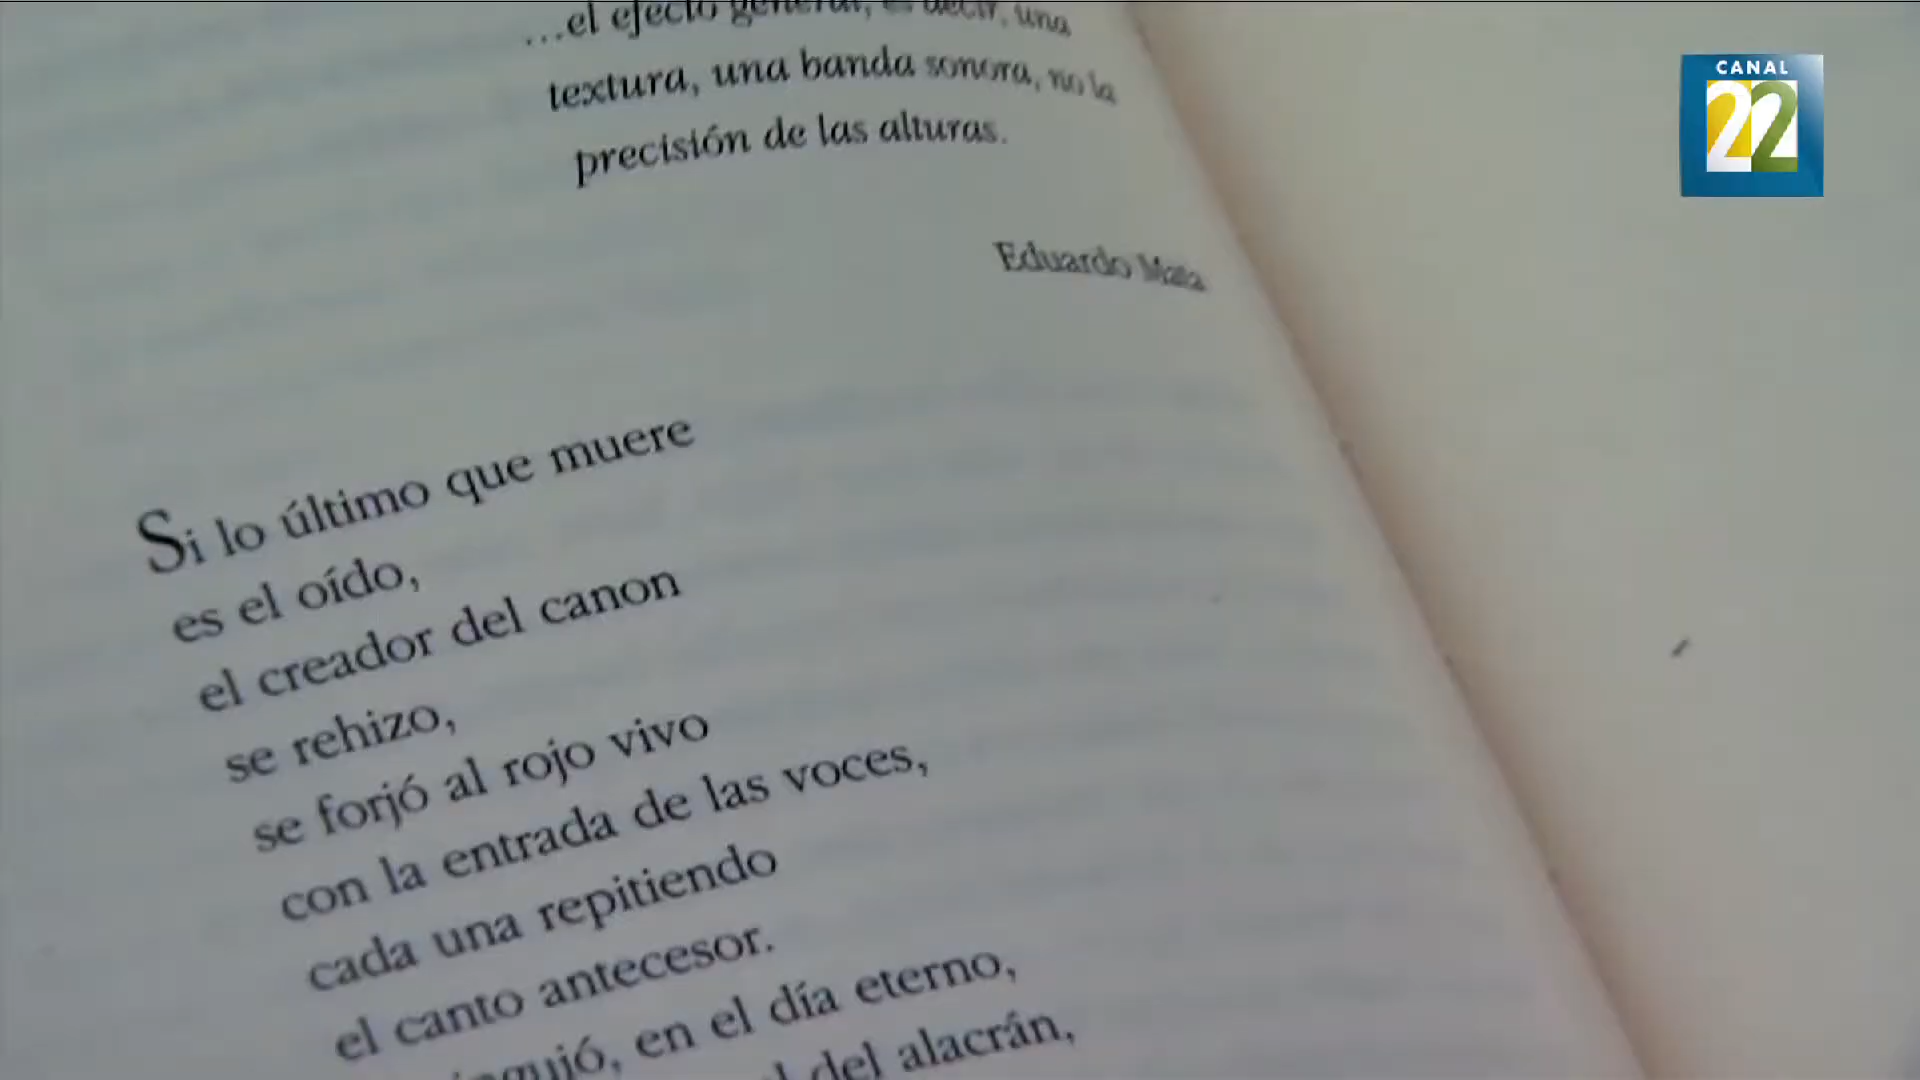 ...el efecto general, es decir, una
textura, una banda sonora, no la
precisión de las alturas.
Eduardo Mata
Si lo último que muere
es el oído,
el creador del canon
se rehizo,
se forjó al rojo vivo
con la entrada de las voces,
cada una repitiendo
el canto antecesor.
en el día eterno,
del alacrán,
CANAL
22